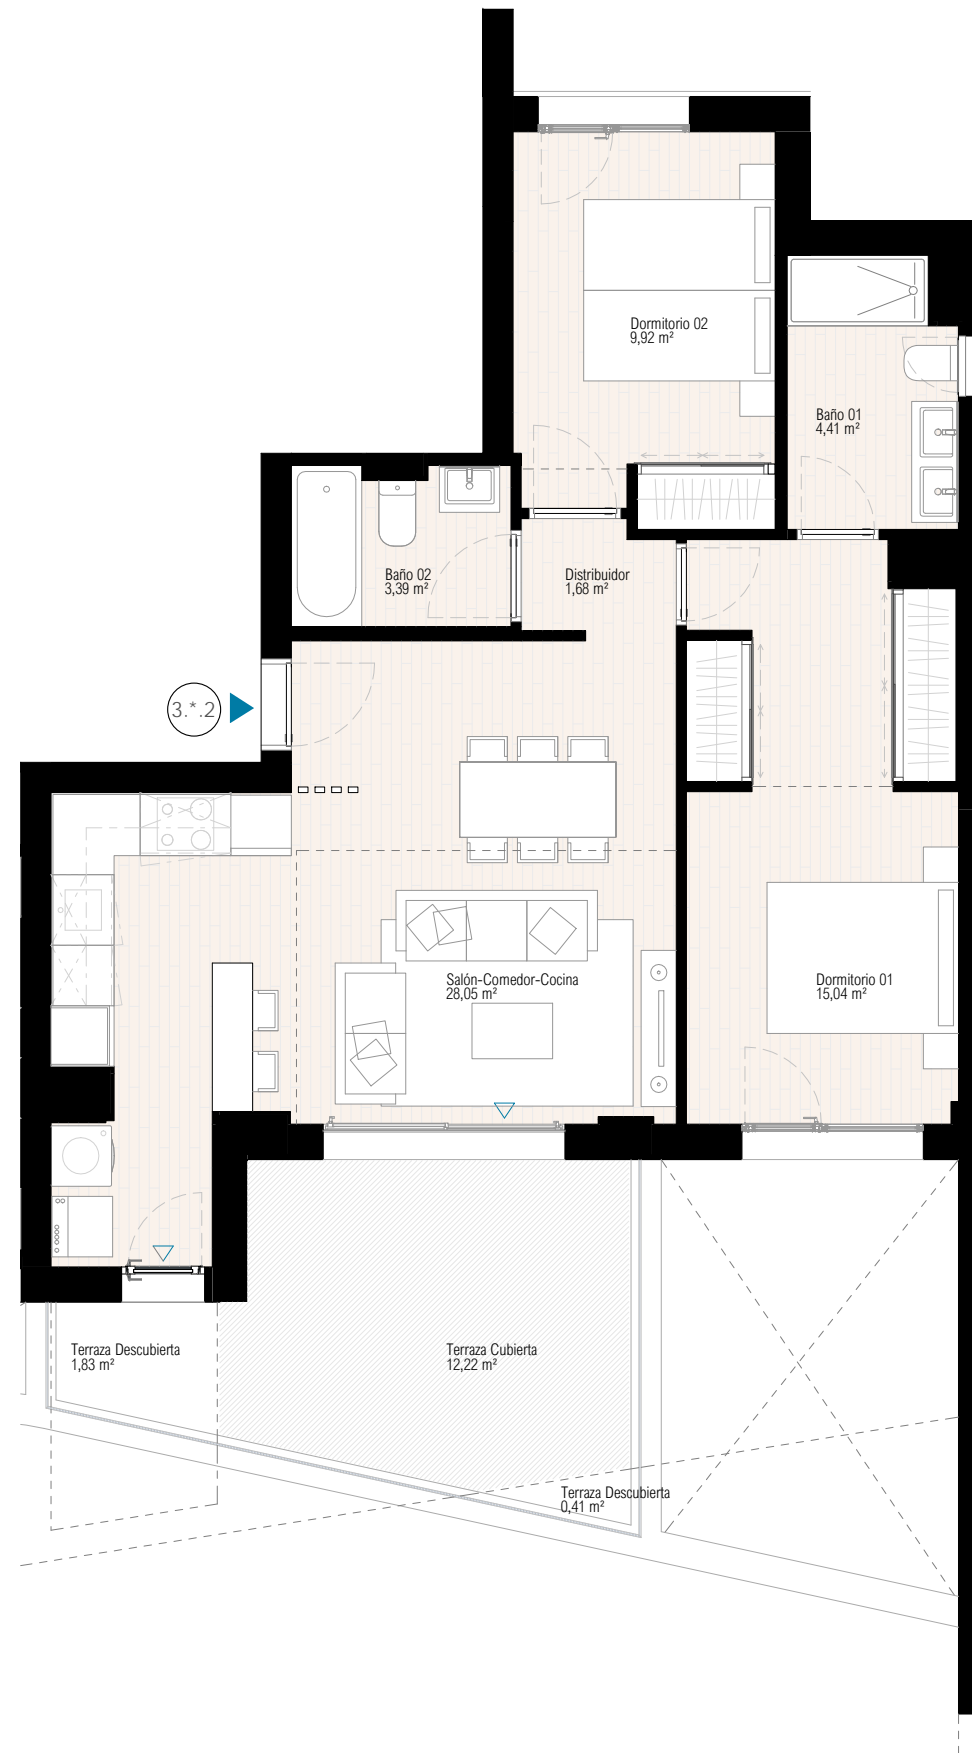 Dormitorio 02
9,92 m²
Baño 01
4,41 m²
Baño 02
3,39 m²
Distribuidor
1,68 m²
3.*.2
Salón-Comedor-Cocina
28,05 m²
Dormitorio 01
15,04 m²
Terraza Descubierta
1,83 m²
Terraza Cubierta
12,22 m²
Terraza Descubierta
0,41 m²